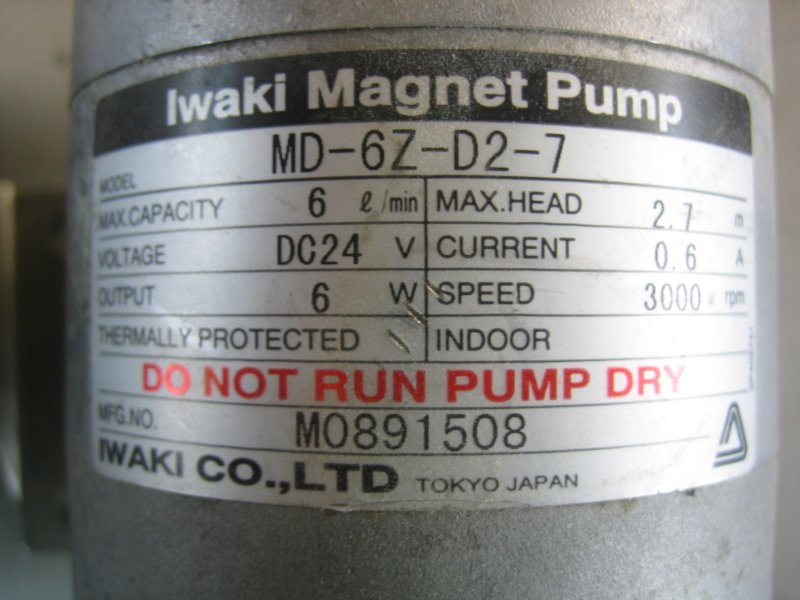 Iwaki Magnet Pump
MODEL MD-6Z-D2-7
MAX.CAPACITY 6 ℓ/min MAX.HEAD 2.7 m
VOLTAGE DC24 V CURRENT 0.6 A
OUTPUT 6 W SPEED 3000 rpm
THERMALLY PROTECTED INDOOR
DO NOT RUN PUMP DRY
MFG.NO. M0891508
IWAKI CO.,LTD TOKYO JAPAN